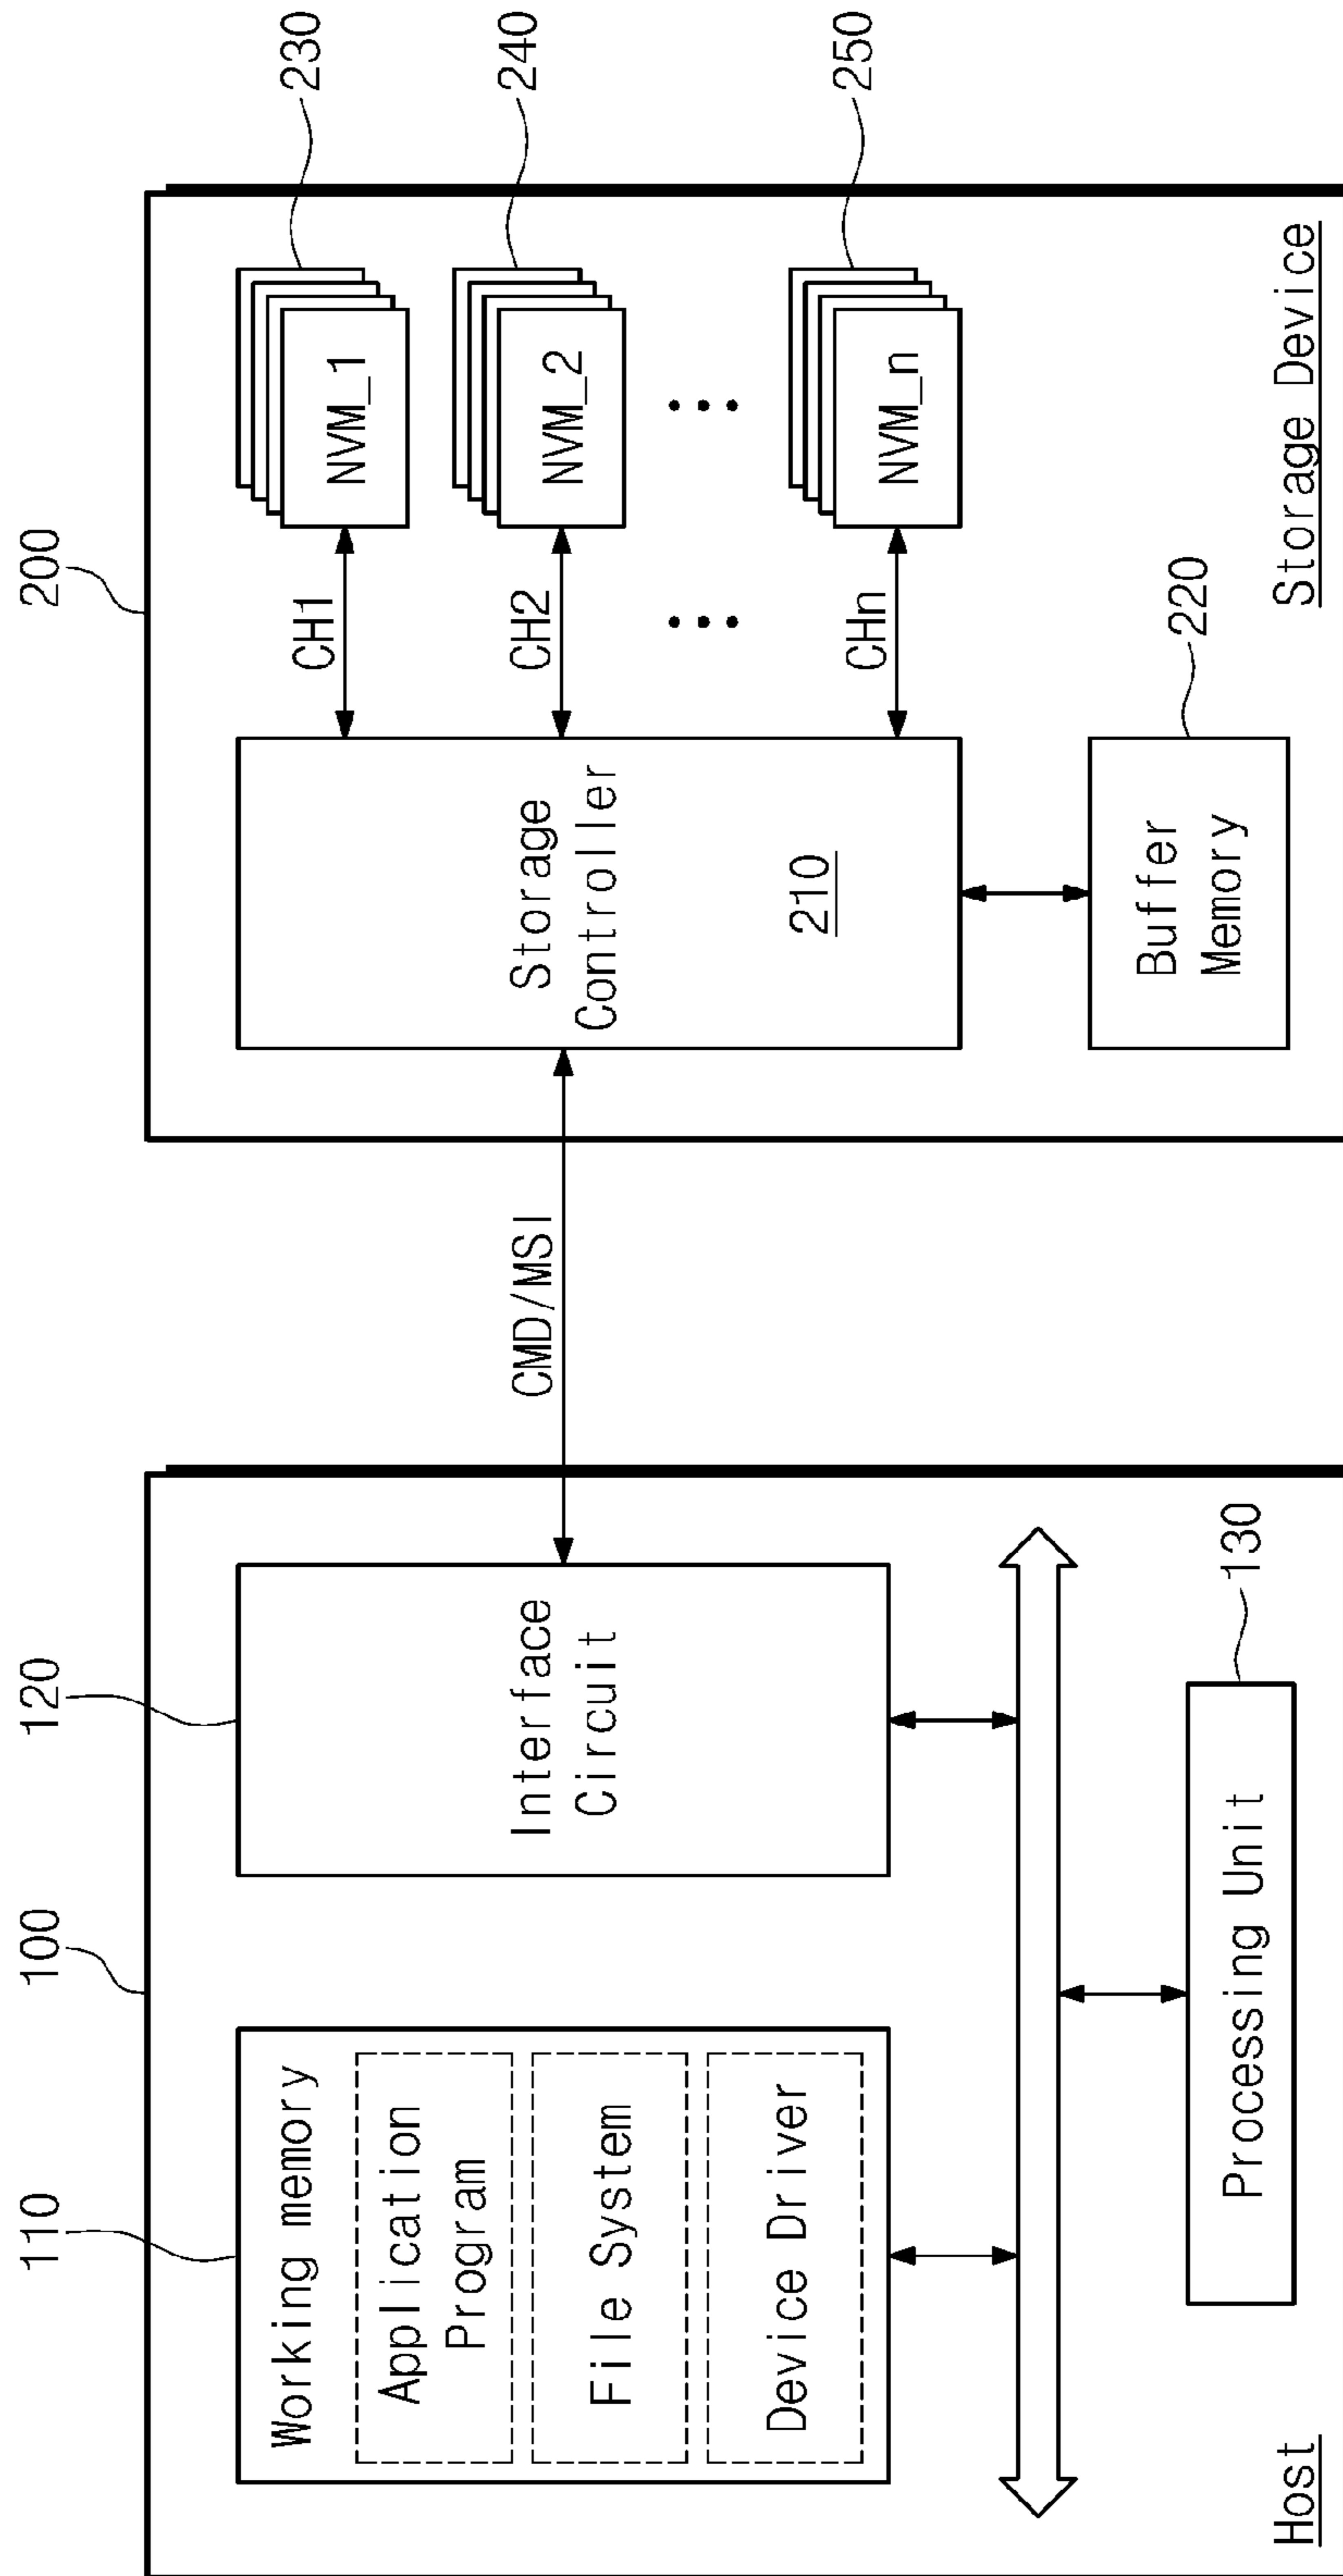 100
200
110
120
Working memory
Application
Program
File System
Device Driver
Interface
Circuit
CMD/MSI
Storage
Controller
210
CH1
CH2
CHn
NVM_1
NVM_2
NVM_n
230
240
250
Processing Unit
130
Buffer
Memory
220
Host
Storage Device